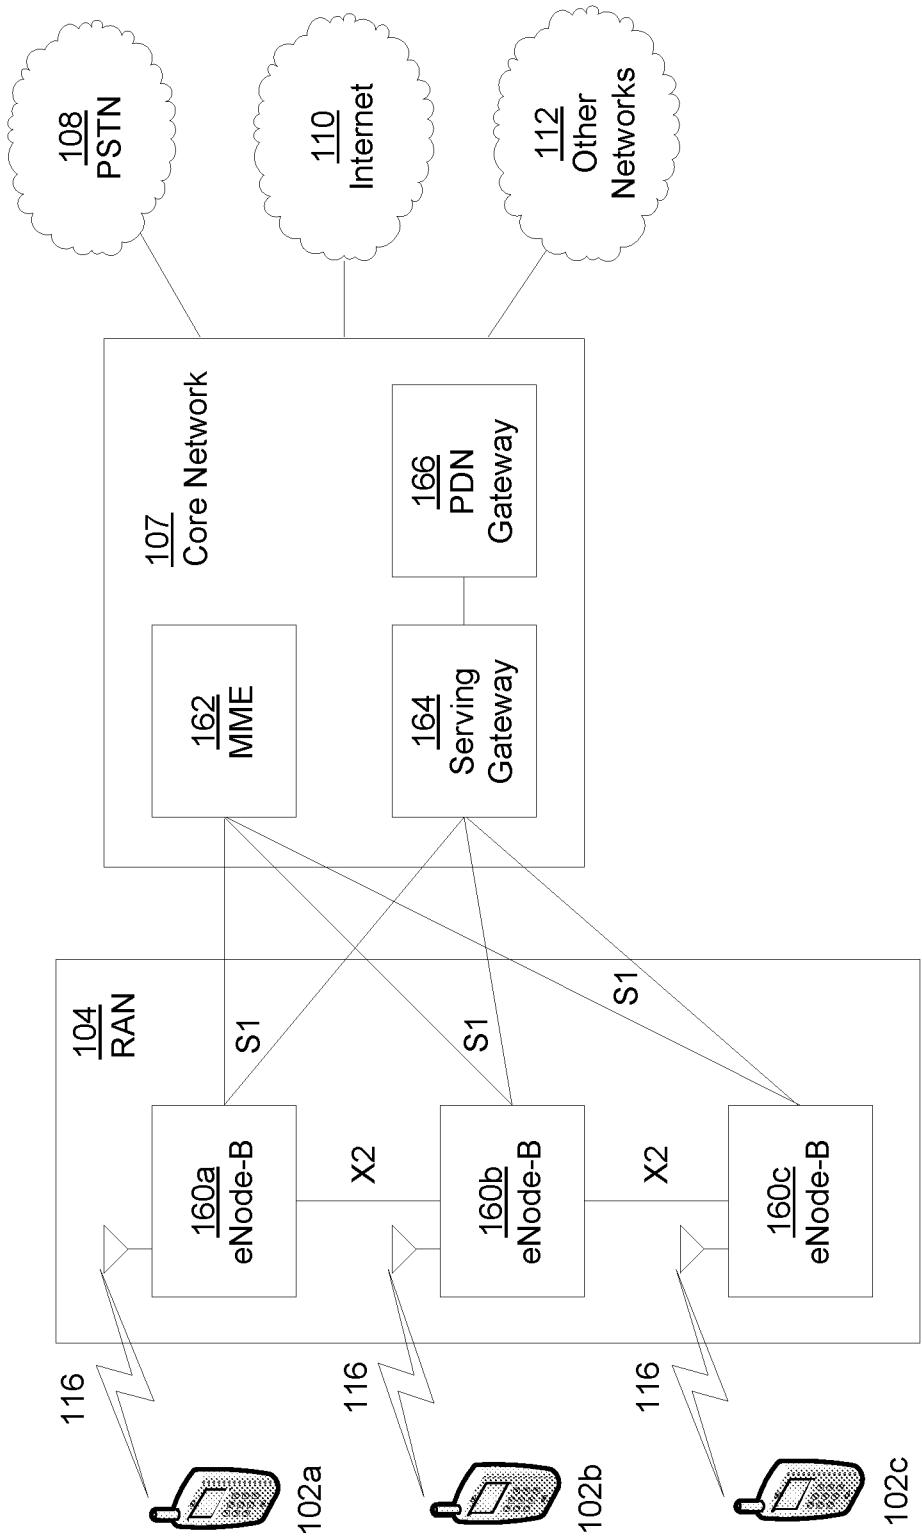 108
PSTN
110
Internet
112
Other
Networks
107
Core Network
166
PDN
Gateway
162
MME
164
Serving
Gateway
104
RAN
S1
S1
S1
160a
eNode-B
X2
160b
eNode-B
X2
160c
eNode-B
116
116
116
102a
102b
102c